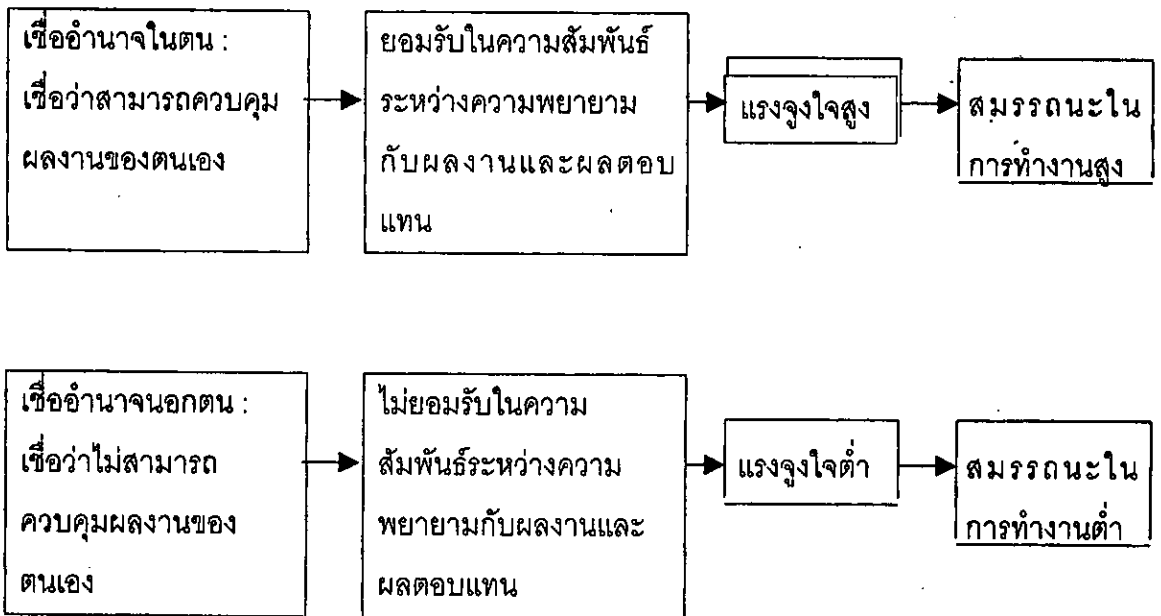 เชื่ออำนาจในตน :
เชื่อว่าสามารถควบคุม
ผลงานของตนเอง
ยอมรับในความสัมพันธ์
ระหว่างความพยายาม
กับผลงานและผลตอบ
แทน
แรงจูงใจสูง
สมรรถนะใน
การทำงานสูง
เชื่ออำนาจนอกตน :
เชื่อว่าไม่สามารถ
ควบคุมผลงานของ
ตนเอง
ไม่ยอมรับในความ
สัมพันธ์ระหว่างความ
พยายามกับผลงานและ
ผลตอบแทน
แรงจูงใจต่ำ
สมรรถนะใน
การทำงานต่ำ